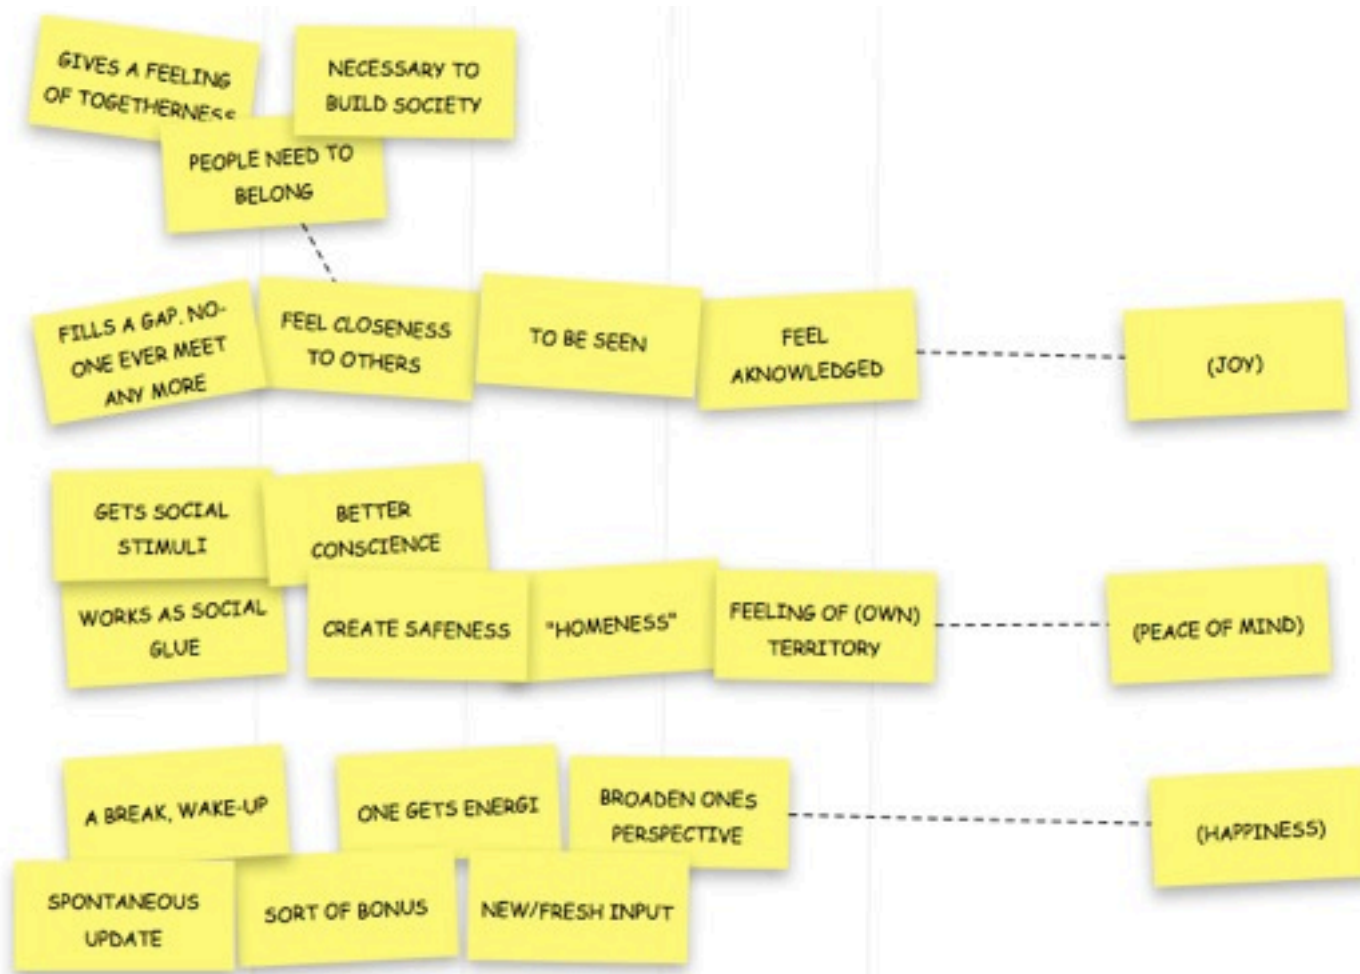 GIVES A FEELING
OF TOGETHERNESS
NECESSARY TO
BUILD SOCIETY
PEOPLE NEED TO
BELONG
FILLS A GAP. NO-
ONE EVER MEET
ANY MORE
FEEL CLOSENESS
TO OTHERS
TO BE SEEN
FEEL
AKNOWLEDGED
(JOY)
GETS SOCIAL
STIMULI
BETTER
CONSCIENCE
WORKS AS SOCIAL
GLUE
CREATE SAFENESS
"HOMENESS"
FEELING OF (OWN)
TERRITORY
(PEACE OF MIND)
A BREAK, WAKE-UP
ONE GETS ENERGI
BROADEN ONES
PERSPECTIVE
(HAPPINESS)
SPONTANEOUS
UPDATE
SORT OF BONUS
NEW/FRESH INPUT